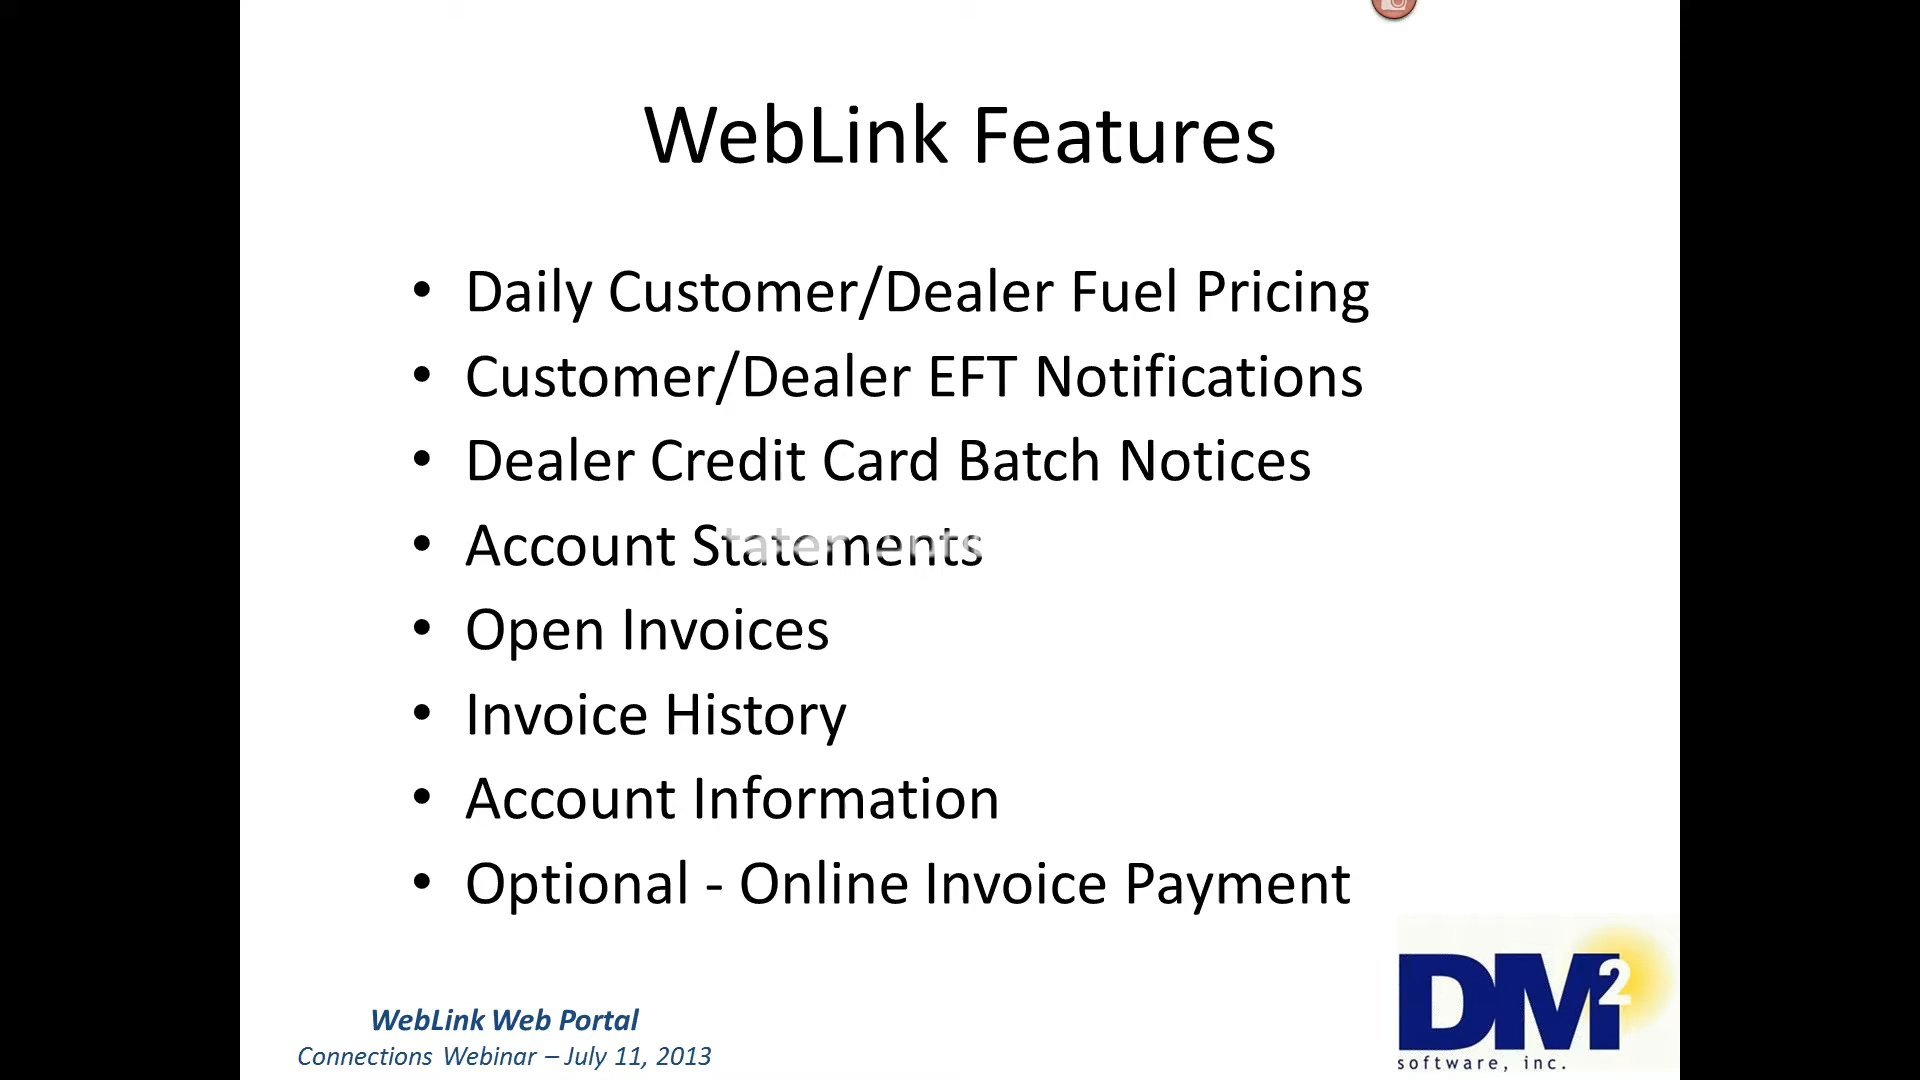 WebLink Features
• Daily Customer/Dealer Fuel Pricing
• Customer/Dealer EFT Notifications
• Dealer Credit Card Batch Notices
• Account Statements
• Open Invoices
• Invoice History
• Account Information
• Optional - Online Invoice Payment
WebLink Web Portal
Connections Webinar – July 11, 2013
DM2
software, inc.